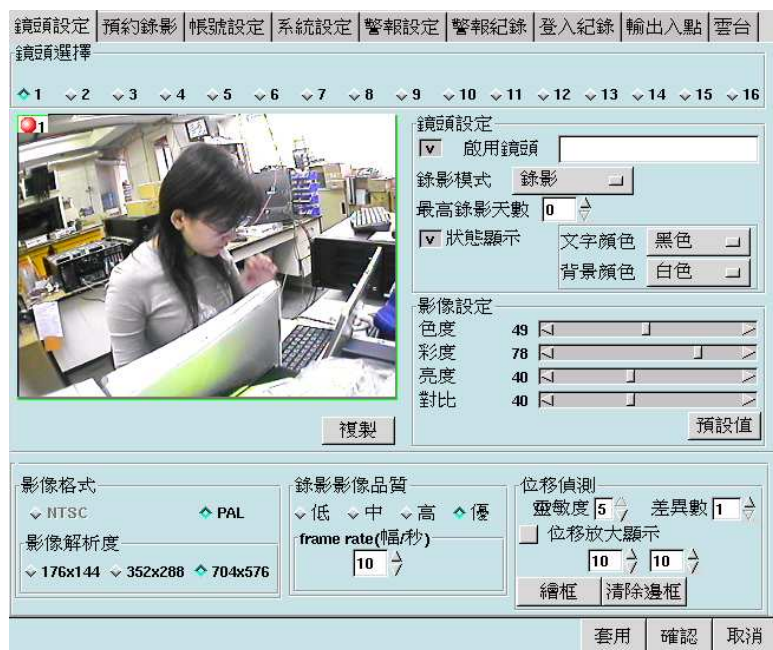 鏡頭設定 預約錄影 帳號設定 系統設定 警報設定 警報紀錄 登入紀錄 輸出入點 雲台
鏡頭選擇
1 2 3 4 5 6 7 8 9 10 11 12 13 14 15 16
1
鏡頭設定
v 啟用鏡頭
錄影模式 錄影
最高錄影天數 0
v 狀態顯示 文字顏色 黑色
背景顏色 白色
影像設定
色度 49
彩度 78
亮度 40
對比 40
複製 預設值
影像格式
NTSC PAL
影像解析度
176x144 352x288 704x576
錄影影像品質
低 中 高 優
frame rate(幅/秒)
10
位移偵測
靈敏度 5 差異數 1
位移放大顯示
10 10
繪框 清除邊框
套用 確認 取消